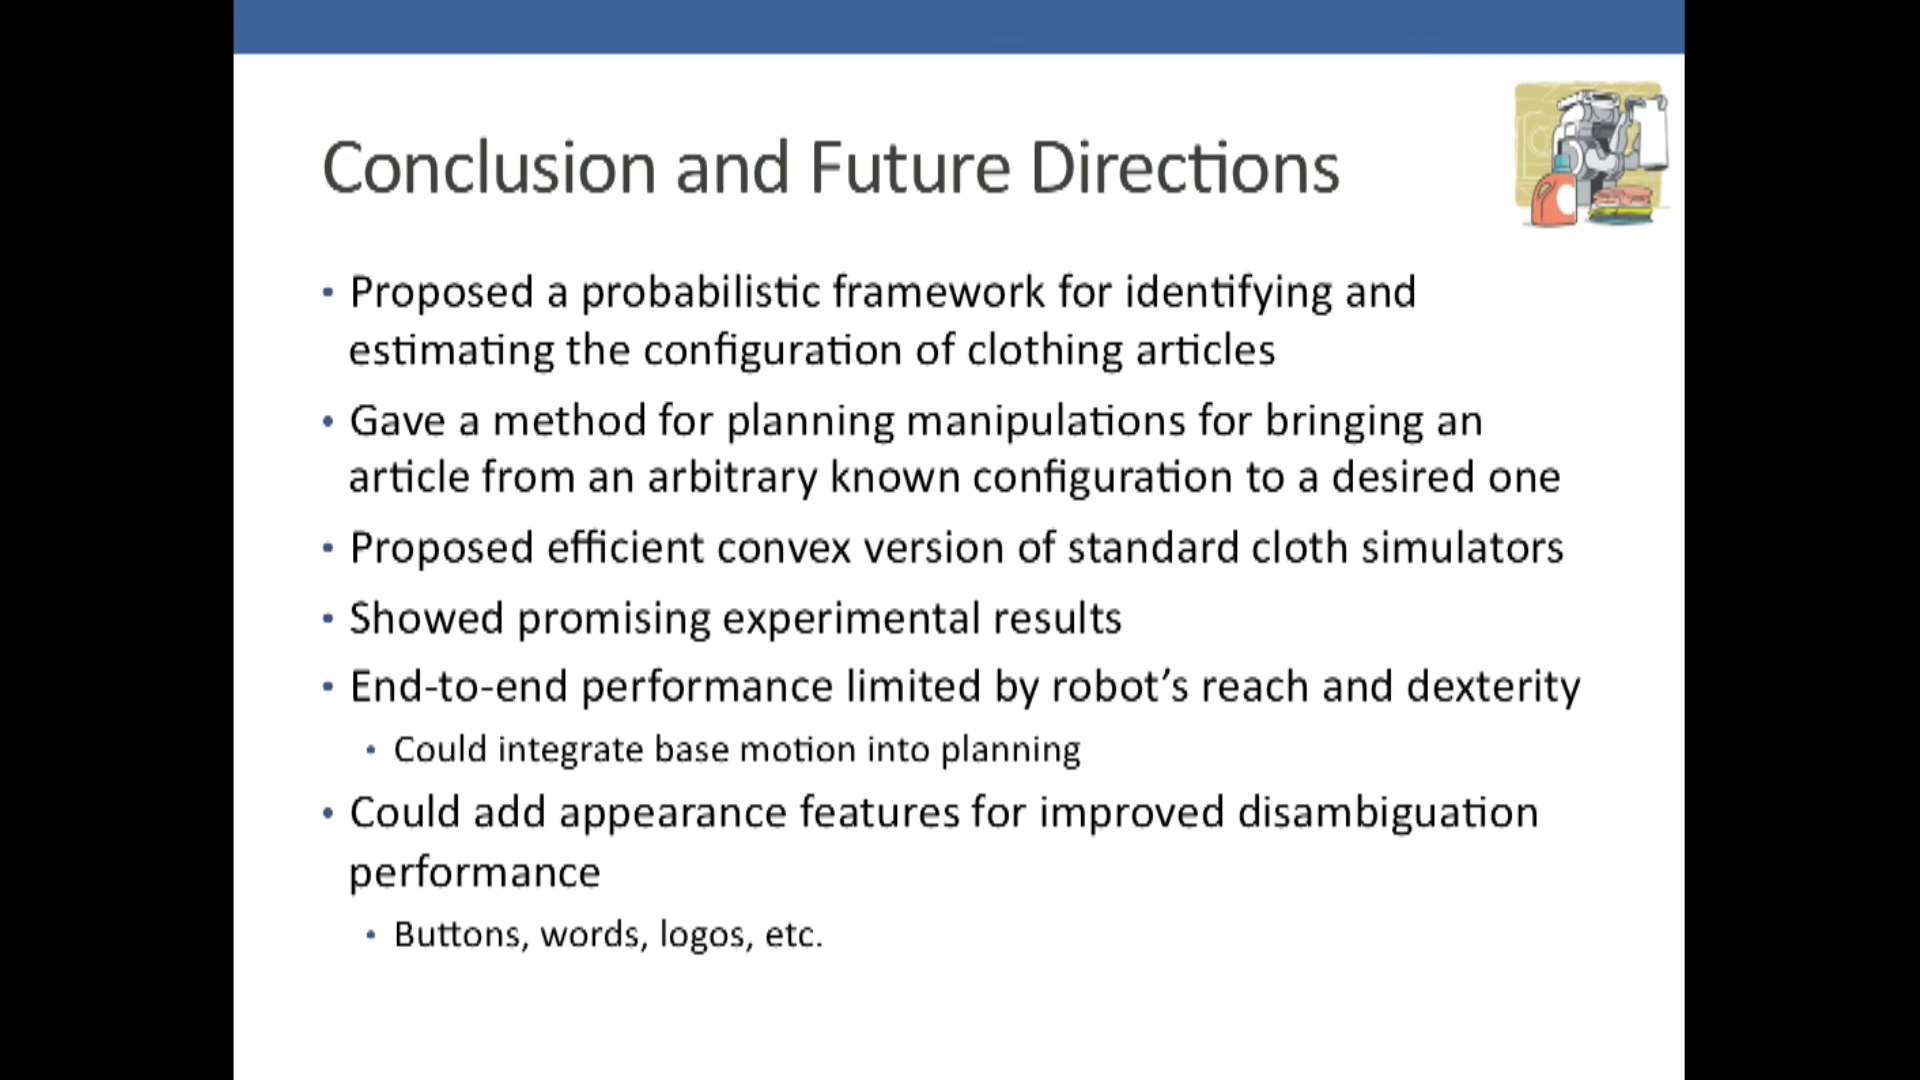 Conclusion and Future Directions
• Proposed a probabilistic framework for identifying and
estimating the configuration of clothing articles
• Gave a method for planning manipulations for bringing an
article from an arbitrary known configuration to a desired one
• Proposed efficient convex version of standard cloth simulators
• Showed promising experimental results
• End-to-end performance limited by robot’s reach and dexterity
• Could integrate base motion into planning
• Could add appearance features for improved disambiguation
performance
• Buttons, words, logos, etc.